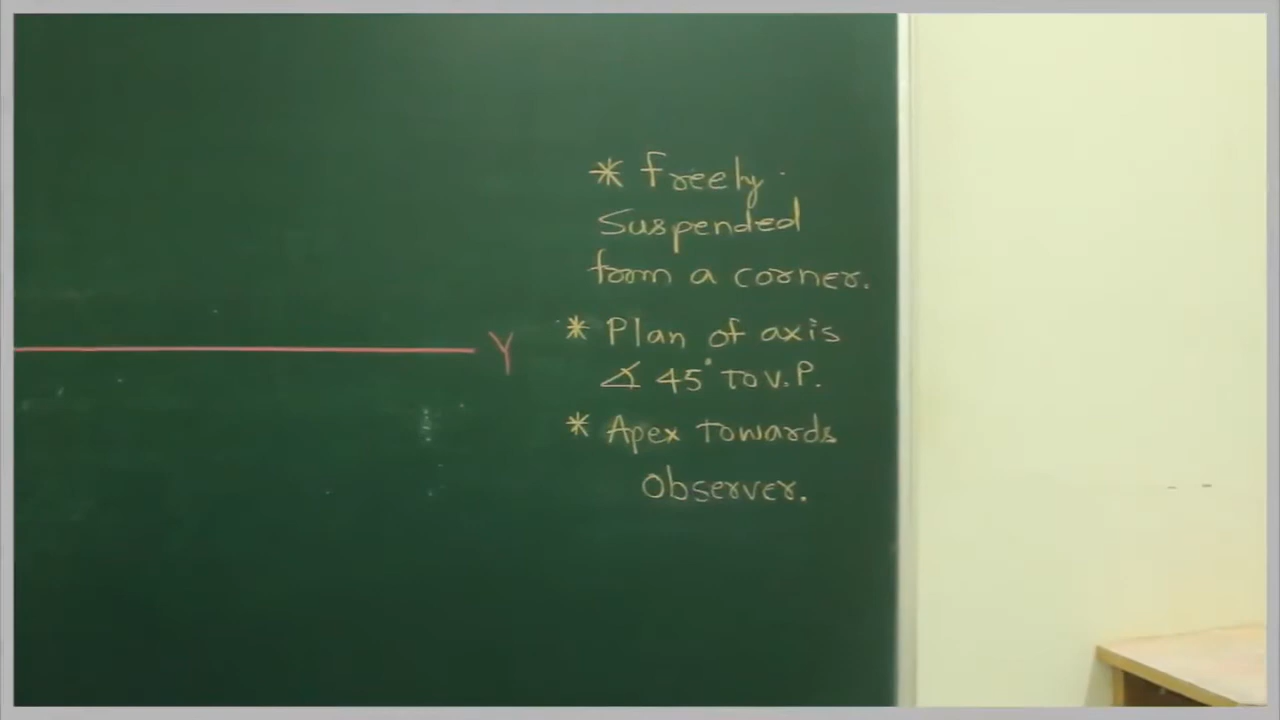 * freely
suspended
from a corner.
Y
* Plan of axis
∠ 45° To V.P.
* Apex Towards
Observer.